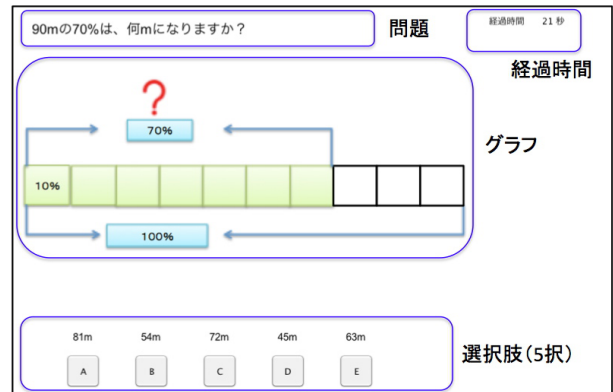 90mの70%は、何mになりますか？
問題
経過時間 21 秒
経過時間
?
70%
グラフ
10%
100%
81m 54m 72m 45m 63m
A B C D E
選択肢(5択)